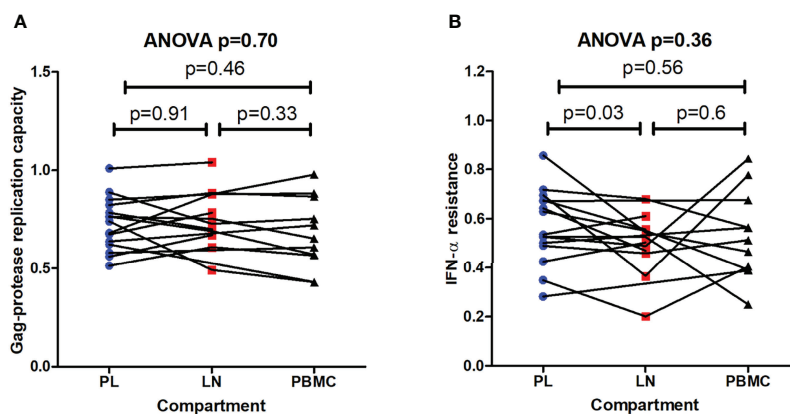 A
ANOVA p=0.70
p=0.46
p=0.91
p=0.33
Gag-protease replication capacity
1.5
1.0
0.5
0.0
PL
LN
PBMC
Compartment
B
ANOVA p=0.36
p=0.56
p=0.03
p=0.6
IFN-α resistance
1.2
1.0
0.8
0.6
0.4
0.2
0.0
PL
LN
PBMC
Compartment